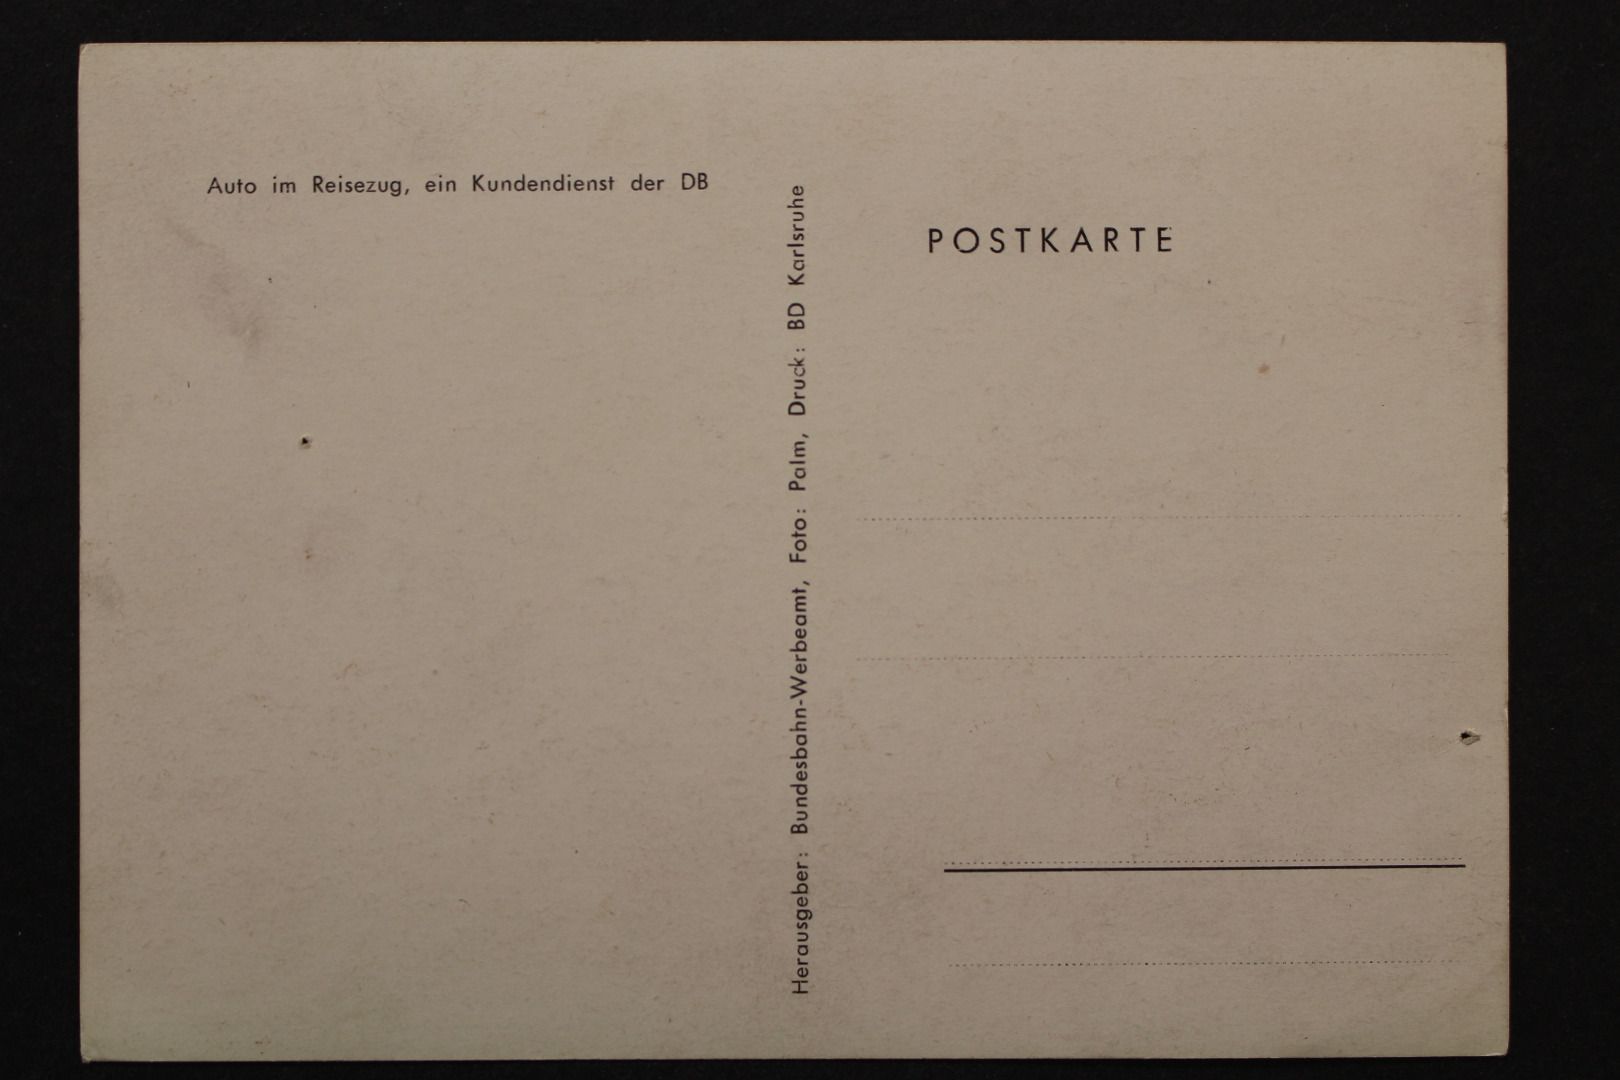 Auto im Reisezug, ein Kundendienst der DB
Herausgeber: Bundesbahn-Werbeamt, Foto: Palm, Druck: BD Karlsruhe
POSTKARTE